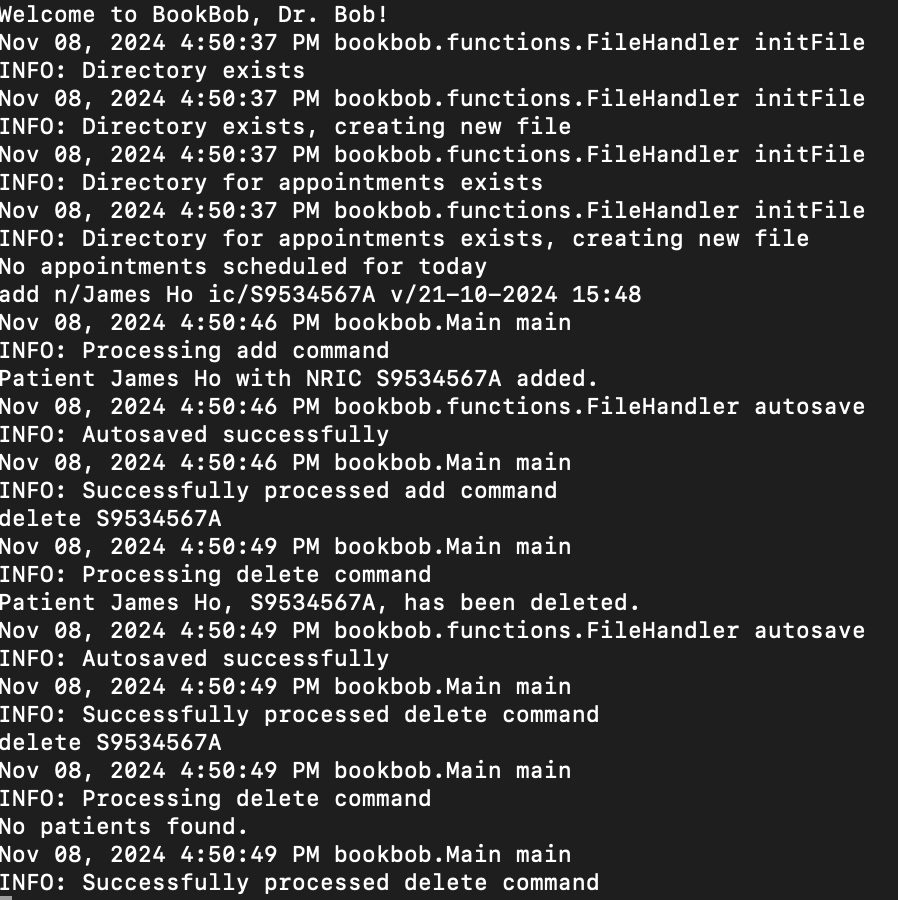 Welcome to BookBob, Dr. Bob!
Nov 08, 2024 4:50:37 PM bookbob.functions.FileHandler initFile
INFO: Directory exists
Nov 08, 2024 4:50:37 PM bookbob.functions.FileHandler initFile
INFO: Directory exists, creating new file
Nov 08, 2024 4:50:37 PM bookbob.functions.FileHandler initFile
INFO: Directory for appointments exists
Nov 08, 2024 4:50:37 PM bookbob.functions.FileHandler initFile
INFO: Directory for appointments exists, creating new file
No appointments scheduled for today
add n/James Ho ic/S9534567A v/21-10-2024 15:48
Nov 08, 2024 4:50:46 PM bookbob.Main main
INFO: Processing add command
Patient James Ho with NRIC S9534567A added.
Nov 08, 2024 4:50:46 PM bookbob.functions.FileHandler autosave
INFO: Autosaved successfully
Nov 08, 2024 4:50:46 PM bookbob.Main main
INFO: Successfully processed add command
delete S9534567A
Nov 08, 2024 4:50:49 PM bookbob.Main main
INFO: Processing delete command
Patient James Ho, S9534567A, has been deleted.
Nov 08, 2024 4:50:49 PM bookbob.functions.FileHandler autosave
INFO: Autosaved successfully
Nov 08, 2024 4:50:49 PM bookbob.Main main
INFO: Successfully processed delete command
delete S9534567A
Nov 08, 2024 4:50:49 PM bookbob.Main main
INFO: Processing delete command
No patients found.
Nov 08, 2024 4:50:49 PM bookbob.Main main
INFO: Successfully processed delete command